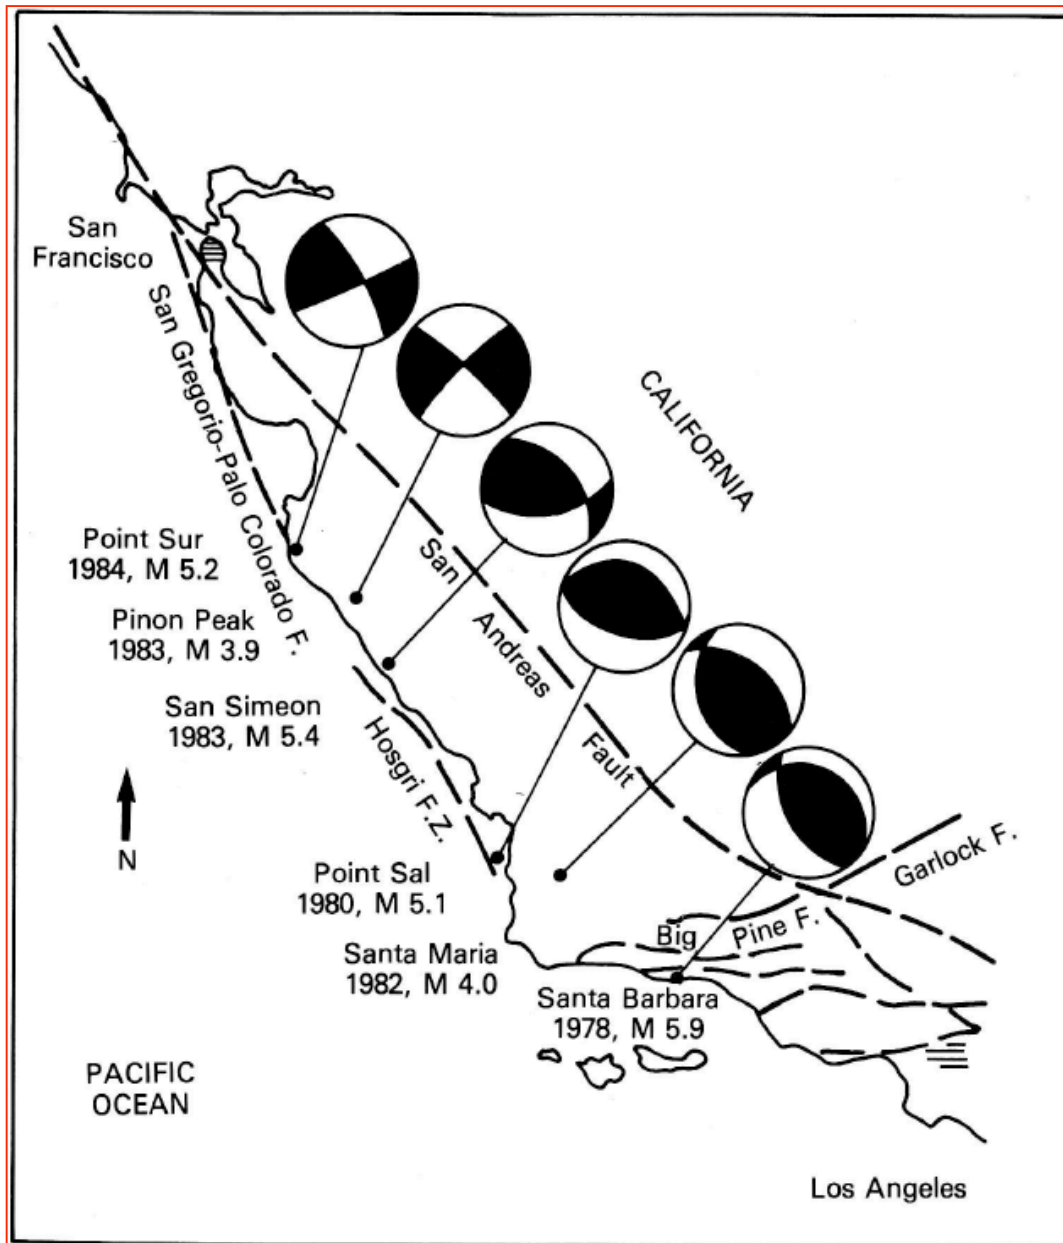 San
Francisco
San Gregorio-Palo Colorado F.
CALIFORNIA
Point Sur
1984, M 5.2
San
Andreas
Fault
Pinon Peak
1983, M 3.9
San Simeon
1983, M 5.4
Hosgri F.Z.
N
Point Sal
1980, M 5.1
Garlock F.
Big
Pine F.
Santa Maria
1982, M 4.0
Santa Barbara
1978, M 5.9
PACIFIC
OCEAN
Los Angeles